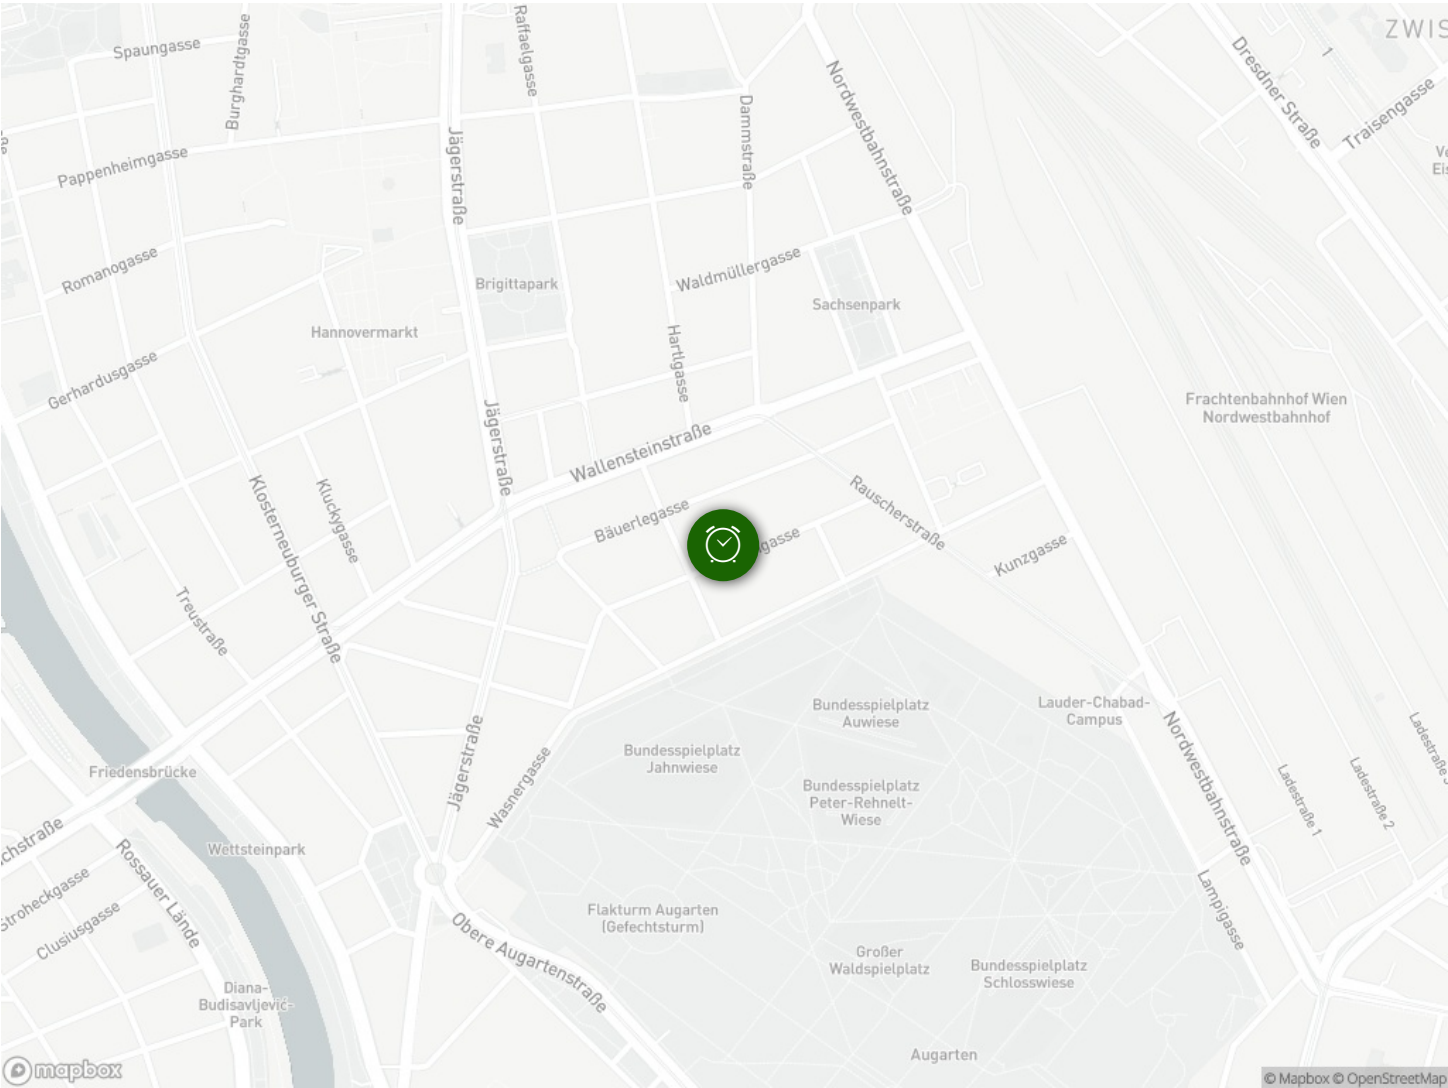 Spaungasse
Burghardtgasse
Raffaelgasse
Jägerstraße
Pappenheimgasse
Dammstraße
Nordwestbahnstraße
Dresdner Straße
1
Traisengasse
Romanogasse
Brigittapark
Waldmüllergasse
Sachsenpark
Hannovermarkt
Hartlgasse
Gerhardusgasse
Frachtenbahnhof Wien
Nordwestbahnhof
Jägerstraße
Wallensteinstraße
Klosterneuburger Straße
Kluckygasse
Bäuerlegasse
Rauscherstraße
Kunzgasse
Treustraße
Bundesspielplatz
Auwiese
Lauder-Chabad-
Campus
Jägerstraße
Wasnergasse
Bundesspielplatz
Jahnwiese
Nordwestbahnstraße
Ladestraße 1
Ladestraße 2
Friedensbrücke
Bundesspielplatz
Peter-Rehnelt-
Wiese
Wettsteinpark
Rossauer Lände
Stroheckgasse
Clusiusgasse
Flakturm Augarten
(Gefechtsturm)
Lampigasse
Obere Augartenstraße
Großer
Waldspielplatz
Bundesspielplatz
Schlosswiese
Diana-
Budisavljević-
Park
Augarten
mapbox
© Mapbox © OpenStreetMap